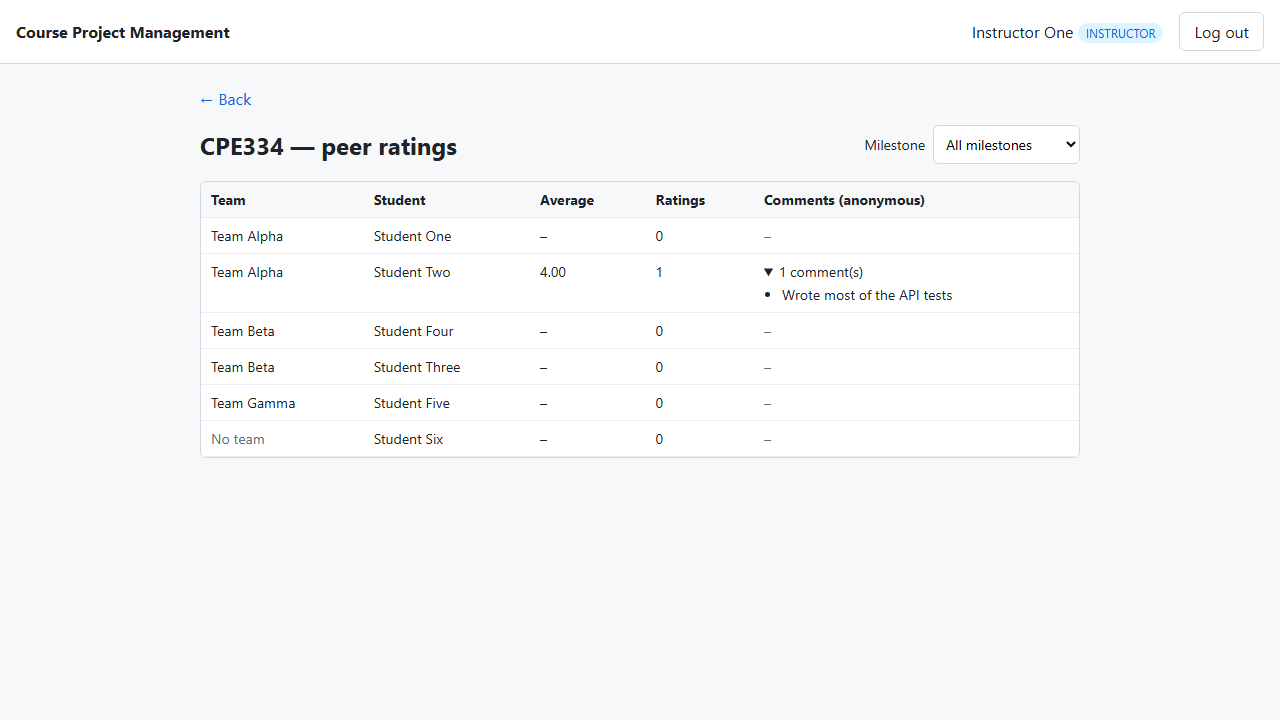 Course Project Management
Instructor One INSTRUCTOR Log out
← Back
CPE334 — peer ratings
Milestone All milestones
Team Student Average Ratings Comments (anonymous)
Team Alpha Student One – 0 –
Team Alpha Student Two 4.00 1 ▼ 1 comment(s)
• Wrote most of the API tests
Team Beta Student Four – 0 –
Team Beta Student Three – 0 –
Team Gamma Student Five – 0 –
No team Student Six – 0 –